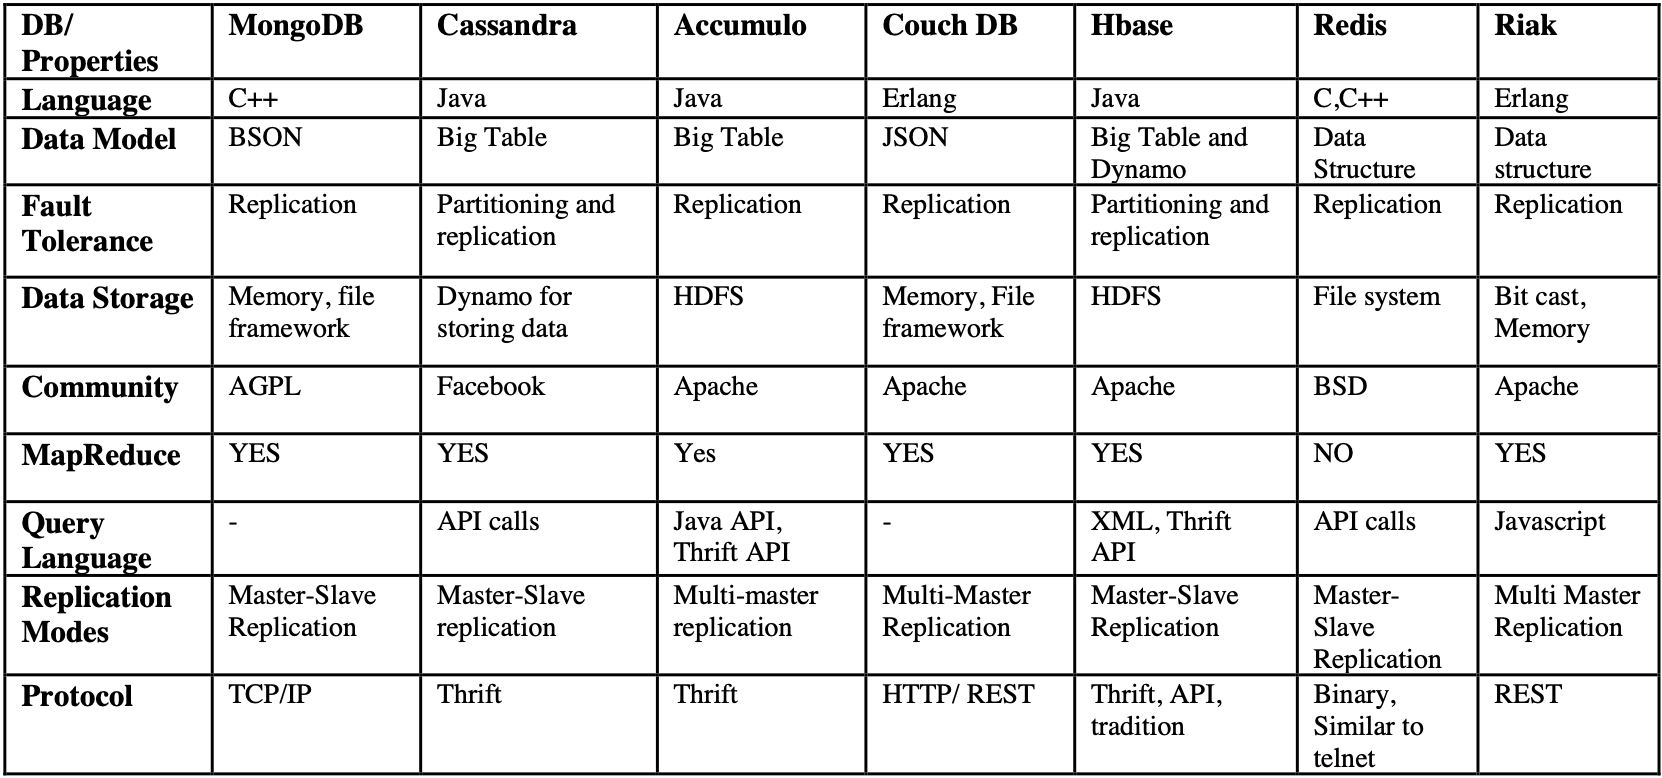 DB/ MongoDB Cassandra Accumulo Couch DB Hbase Redis Riak
Properties
Language C++ Java Java Erlang Java C,C++ Erlang
Data Model BSON Big Table Big Table JSON Big Table and Data Data
Dynamo Structure structure
Fault Replication Partitioning and Replication Replication Partitioning and Replication Replication
Tolerance replication replication
Data Storage Memory, file Dynamo for HDFS Memory, File HDFS File system Bit cast,
framework storing data framework Memory
Community AGPL Facebook Apache Apache Apache BSD Apache
MapReduce YES YES Yes YES YES NO YES
Query - API calls Java API, - XML, Thrift API calls Javascript
Language Thrift API API
Replication Master-Slave Master-Slave Multi-master Multi-Master Master-Slave Master- Multi Master
Modes Replication replication replication Replication Replication Slave Replication
Replication
Protocol TCP/IP Thrift Thrift HTTP/ REST Thrift, API, Binary, REST
tradition Similar to
telnet